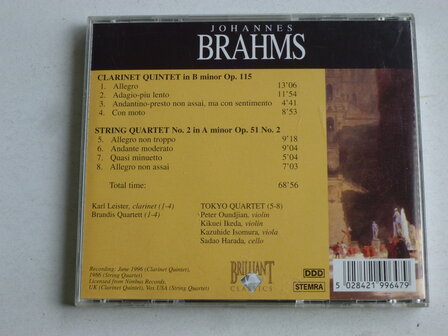 JOHANNES
BRAHMS
CLARINET QUINTET in B minor Op. 115
1. Allegro 13'06
2. Adagio-piu lento 11'54
3. Andantino-presto non assai, ma con sentimento 4'41
4. Con moto 8'53
STRING QUARTET No. 2 in A minor Op. 51 No. 2
5. Allegro non troppo 9'18
6. Andante moderato 9'04
7. Quasi minuetto 5'04
8. Allegro non assai 7'03
Total time: 68'56
Karl Leister, clarinet (1-4)
Brandis Quartett (1-4)
TOKYO QUARTET (5-8)
Peter Oundjian, violin
Kikuei Ikeda, violin
Kazuhide Isomura, viola
Sadao Harada, cello
Recording: June 1996 (Clarinet Quintet),
1986 (String Quartet)
Licensed from Nimbus Records,
UK (Clarinet Quintet), Vox USA (String Quartet)
BRILLIANT
CLASSICS
DDD
STEMRA
5 028421 996479